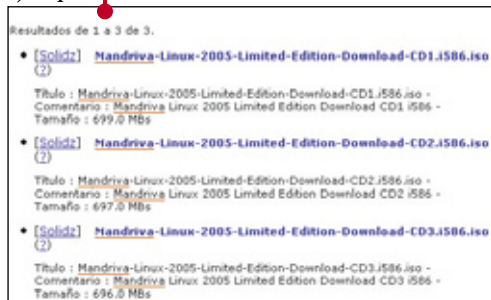 Resultados de 1 a 3 de 3.
• [Solidz] Mandriva-Linux-2005-Limited-Edition-Download-CD1.i586.iso
(?)
Título : Mandriva-Linux-2005-Limited-Edition-Download-CD1.i586.iso -
Comentario : Mandriva Linux 2005 Limited Edition Download CD1 i586 -
Tamaño : 699.0 MBs
• [Solidz] Mandriva-Linux-2005-Limited-Edition-Download-CD2.i586.iso
(?)
Título : Mandriva-Linux-2005-Limited-Edition-Download-CD2.i586.iso -
Comentario : Mandriva Linux 2005 Limited Edition Download CD2 i586 -
Tamaño : 697.0 MBs
• [Solidz] Mandriva-Linux-2005-Limited-Edition-Download-CD3.i586.iso
(?)
Título : Mandriva-Linux-2005-Limited-Edition-Download-CD3.i586.iso -
Comentario : Mandriva Linux 2005 Limited Edition Download CD3 i586 -
Tamaño : 696.0 MBs